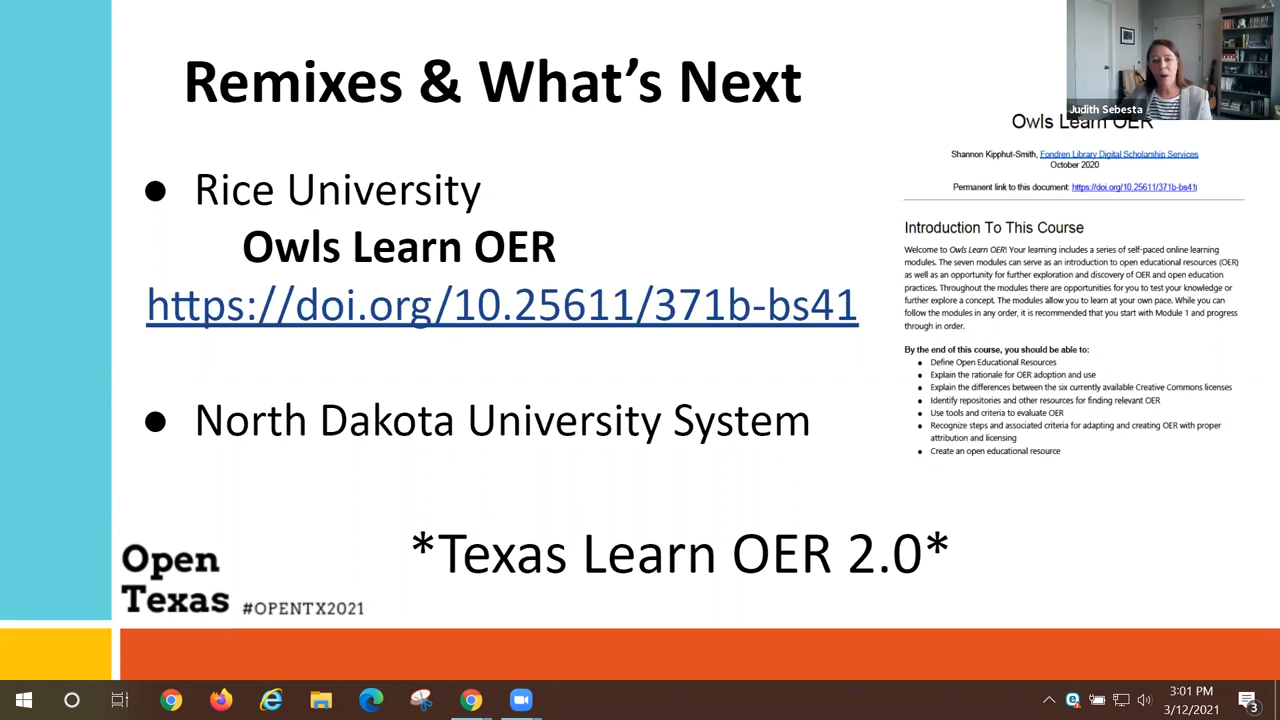 Remixes & What's Next
● Rice University
Owls Learn OER
https://doi.org/10.25611/371b-bs41
● North Dakota University System
*Texas Learn OER 2.0*
Open
Texas #OPENTX2021
Judith Sebesta
Owls Learn OER
Shannon Kipphut-Smith, Fondren Library Digital Scholarship Services
October 2020
Permanent link to this document: https://doi.org/10.25611/371b-bs41
Introduction To This Course
Welcome to Owls Learn OER! Your learning includes a series of self-paced online learning
modules. The seven modules can serve as an introduction to open educational resources (OER)
as well as an opportunity for further exploration and discovery of OER and open education
practices. Throughout the modules there are opportunities for you to test your knowledge or
further explore a concept. The modules allow you to learn at your own pace. While you can
follow the modules in any order, it is recommended that you start with Module 1 and progress
through in order.
By the end of this course, you should be able to:
● Define Open Educational Resources
● Explain the rationale for OER adoption and use
● Explain the differences between the six currently available Creative Commons licenses
● Identify repositories and other resources for finding relevant OER
● Use tools and criteria to evaluate OER
● Recognize steps and associated criteria for adapting and creating OER with proper
attribution and licensing
● Create an open educational resource
3:01 PM
3/12/2021
3